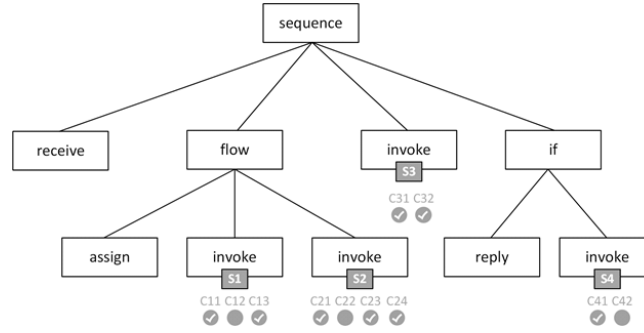 sequence
receive
flow
invoke
if
S3
C31 C32
assign
invoke
invoke
reply
invoke
S1
S2
S4
C11 C12 C13
C21 C22 C23 C24
C41 C42